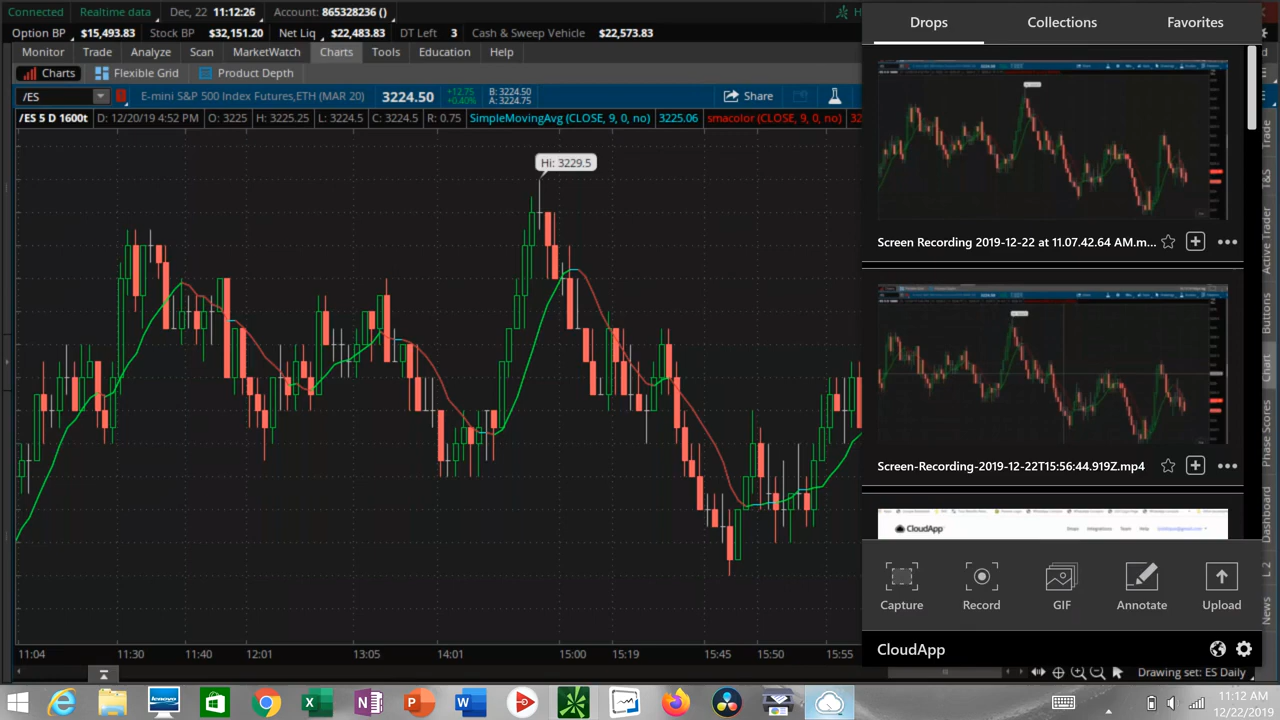 Connected Realtime data Dec, 22 11:12:26 Account: 865328236 ()
Option BP $15,493.83 Stock BP $32,151.20 Net Liq $22,483.83 DT Left 3 Cash & Sweep Vehicle $22,573.83
Monitor Trade Analyze Scan MarketWatch Charts Tools Education Help
Charts Flexible Grid Product Depth
/ES E-mini S&P 500 Index Futures,ETH (MAR 20) 3224.50 +12.75 +0.40% B: 3224.50 A: 3224.75 Share
/ES 5 D 1600t D: 12/20/19 4:52 PM O: 3225 H: 3225.25 L: 3224.5 C: 3224.5 R: 0.75 SimpleMovingAvg (CLOSE, 9, 0, no) 3225.06 smacolor (CLOSE, 9, 0, no) 32
Hi: 3229.5
11:04 11:30 11:40 12:01 13:05 14:01 15:00 15:19 15:45 15:50 15:55
Drops Collections Favorites
Screen Recording 2019-12-22 at 11.07.42.64 AM.m...
Screen-Recording-2019-12-22T15:56:44.919Z.mp4
CloudApp
Drops Integrations Team Help
Capture Record GIF Annotate Upload
CloudApp
Drawing set: ES Daily
Trade
T&S
Active Trader
Buttons
Chart
Phase Scores
Dashboard
L 2
News
lenovo
11:12 AM
12/22/2019